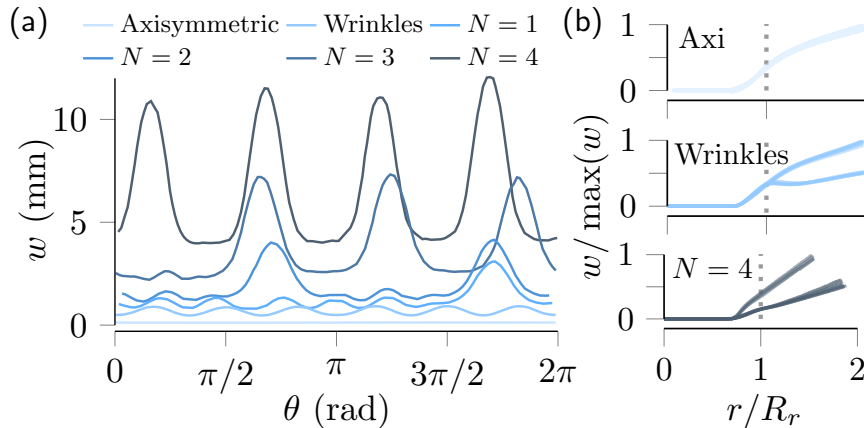 (a)
Axisymmetric
Wrinkles
N = 1
N = 2
N = 3
N = 4
w (mm)
10
5
0
0
π/2
π
3π/2
2π
θ (rad)
(b)
w/ max(w)
1
Axi
0
1
Wrinkles
0
1
N = 4
0
0
1
2
r/R_r